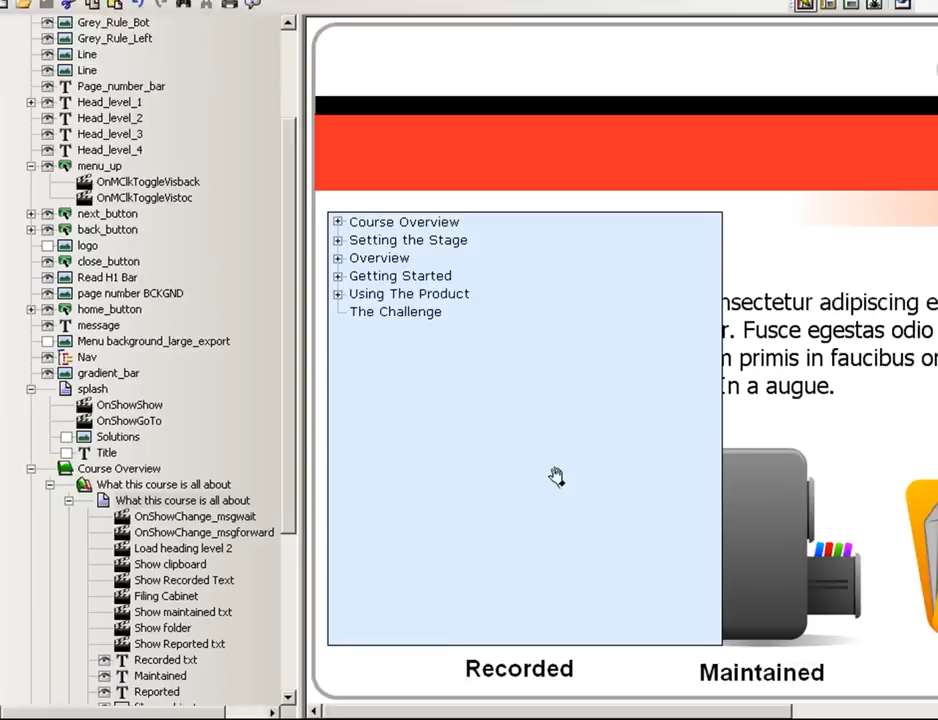 Grey_Rule_Bot
Grey_Rule_Left
Line
Line
Page_number_bar
Head_level_1
Head_level_2
Head_level_3
Head_level_4
menu_up
OnMClkToggleVisback
OnMClkToggleVistoc
next_button
back_button
logo
close_button
Read H1 Bar
page number BCKGND
home_button
message
Menu background_large_export
Nav
gradient_bar
splash
OnShowShow
OnShowGoTo
Solutions
Title
Course Overview
What this course is all about
What this course is all about
OnShowChange_msgwait
OnShowChange_msgforward
Load heading level 2
Show clipboard
Show Recorded Text
Filing Cabinet
Show maintained txt
Show folder
Show Reported txt
Recorded txt
Maintained
Reported
Course Overview
Setting the Stage
Overview
Getting Started
Using The Product
The Challenge
nsectetur adipiscing e
r. Fusce egestas odio
m primis in faucibus or
In a augue.
Recorded
Maintained